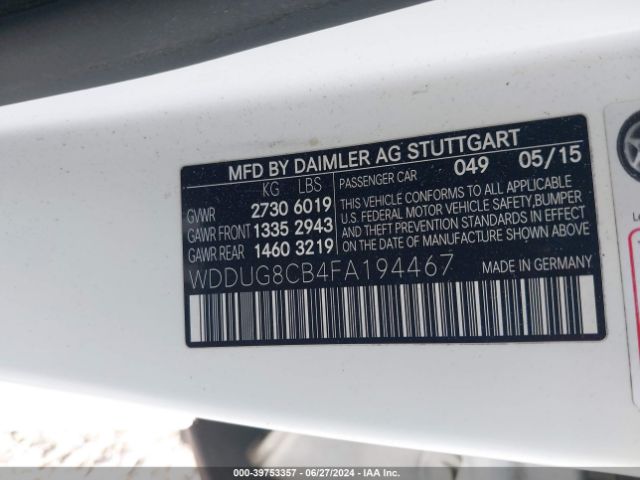 MFD BY DAIMLER AG STUTTGART
KG LBS
GVWR 2730 6019
GAWR FRONT 1335 2943
GAWR REAR 1460 3219
PASSENGER CAR 049 05/15
THIS VEHICLE CONFORMS TO ALL APPLICABLE
U.S. FEDERAL MOTOR VEHICLE SAFETY,BUMPER
AND THEFT PREVENTION STANDARDS IN EFFECT
ON THE DATE OF MANUFACTURE SHOWN ABOVE
WDDUG8CB4FA194467 MADE IN GERMANY
WDD-39753357 - 06/27/2024 - IAA Inc.